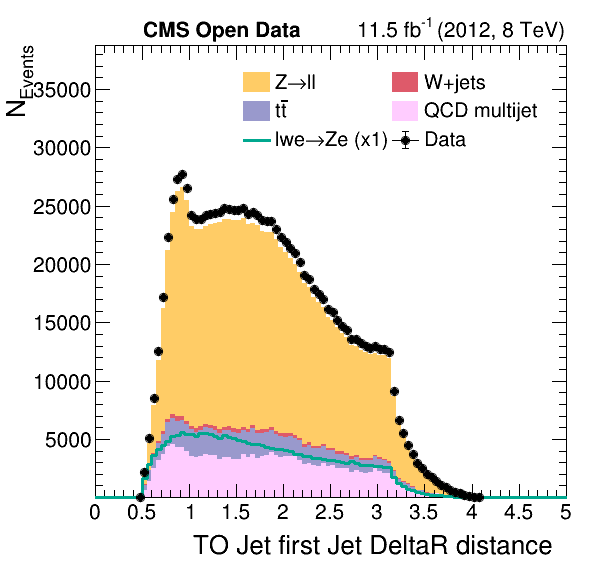 CMS Open Data
11.5 fb⁻¹ (2012, 8 TeV)
N_Events
Z→ll
W+jets
tt̄
QCD multijet
lwe→Ze (x1)
Data
35000
30000
25000
20000
15000
10000
5000
0 0.5 1 1.5 2 2.5 3 3.5 4 4.5 5
TO Jet first Jet DeltaR distance